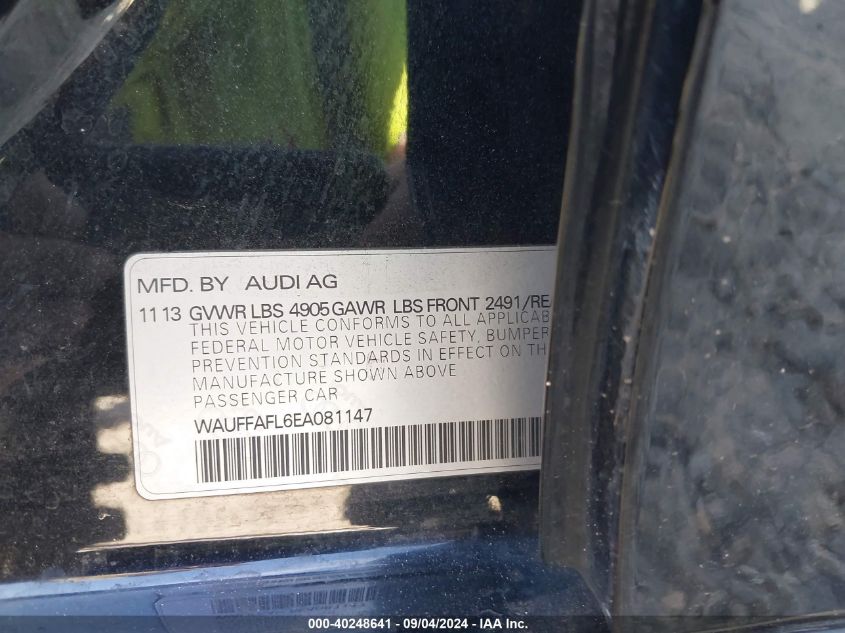 MFD. BY AUDI AG
11 13 GVWR LBS 4905 GAWR LBS FRONT 2491/RE
THIS VEHICLE CONFORMS TO ALL APPLICAB
FEDERAL MOTOR VEHICLE SAFETY, BUMPER
PREVENTION STANDARDS IN EFFECT ON TH
MANUFACTURE SHOWN ABOVE
PASSENGER CAR
WAUFFAFL6EA081147
000-40248641 - 09/04/2024 - IAA Inc.